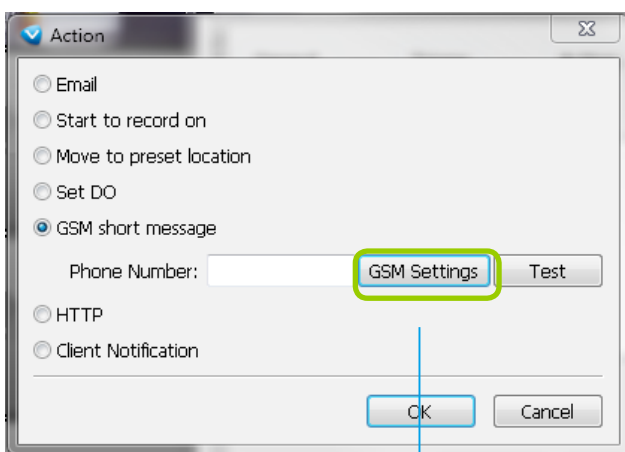 Action
Email
Start to record on
Move to preset location
Set DO
GSM short message
Phone Number: GSM Settings Test
HTTP
Client Notification
OK Cancel